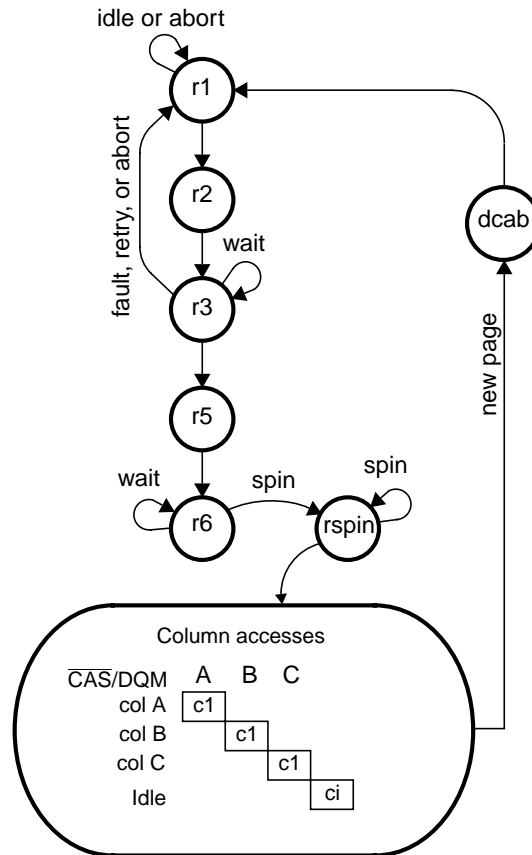 idle or abort
r1
r2
dcab
fault, retry, or abort
wait
r3
new page
r5
wait
spin
spin
r6
rspin
Column accesses
CAS/DQM A B C
col A c1
col B c1
col C c1
Idle ci